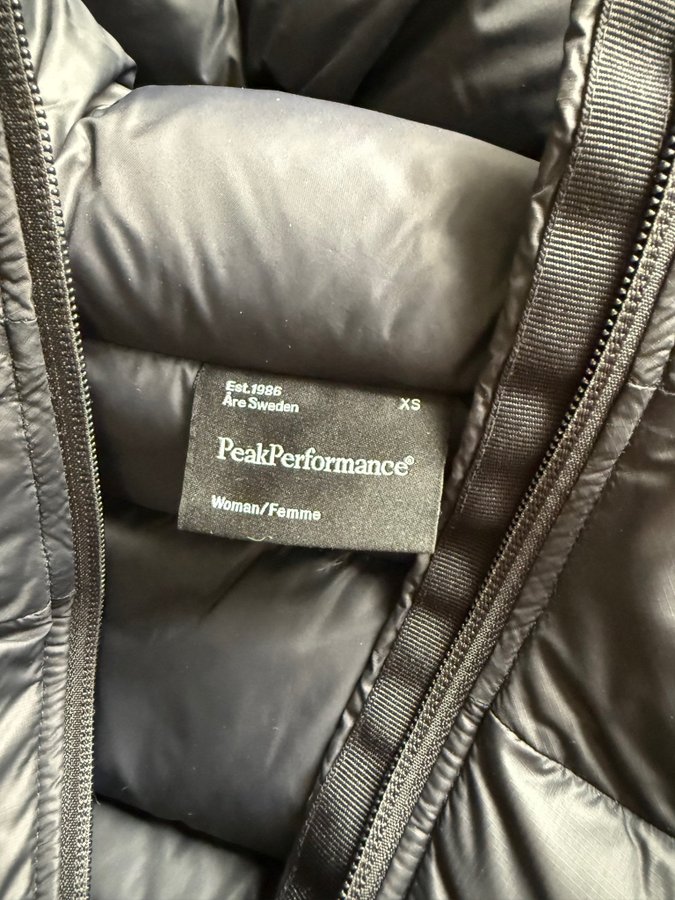 Est.1986
Åre Sweden
XS
PeakPerformance®
Woman/Femme